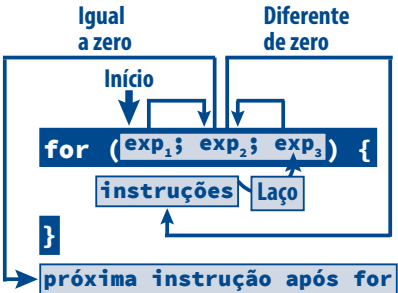 Igual
a zero
Diferente
de zero
Início
for (exp₁; exp₂; exp₃) {
instruções
Laço
}
próxima instrução após for